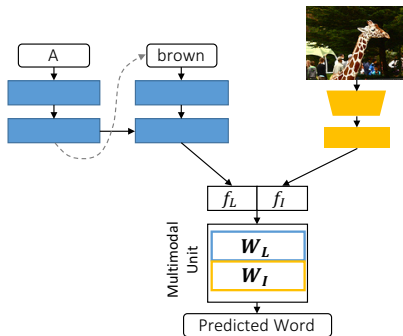 A
brown
f_L
f_I
Multimodal
Unit
W_L
W_I
Predicted Word